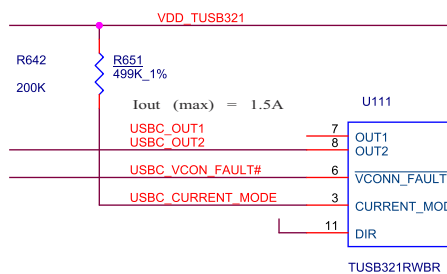 VDD_TUSB321
R642
R651
499K_1%
200K
Iout (max) = 1.5A
U111
USBC_OUT1
7
OUT1
USBC_OUT2
8
OUT2
USBC_VCON_FAULT#
6
VCONN_FAULT
USBC_CURRENT_MODE
3
CURRENT_MOD
11
DIR
TUSB321RWBR